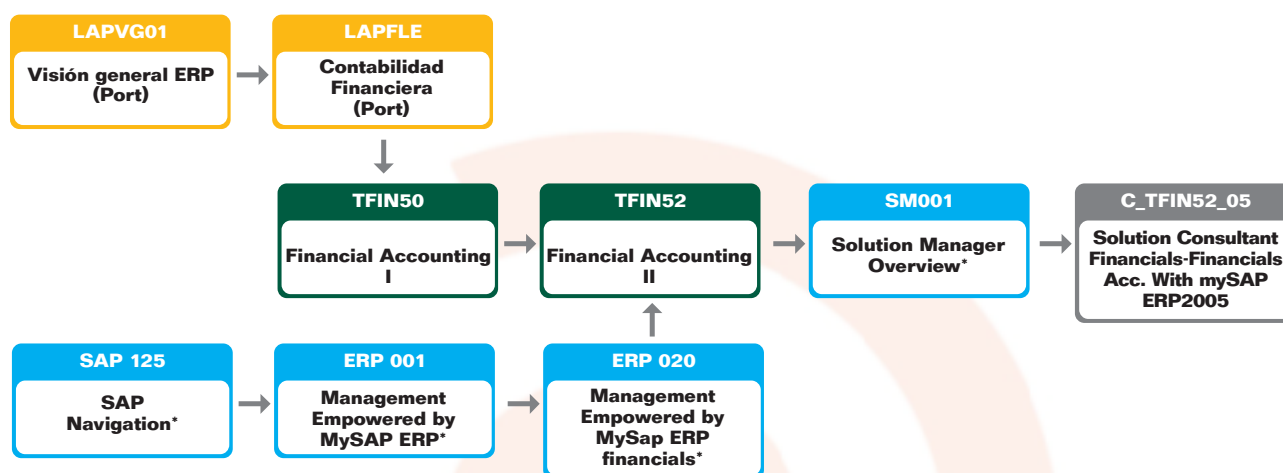 LAPVG01
Visión general ERP
(Port)
LAPFLE
Contabilidad
Financiera
(Port)
TFIN50
Financial Accounting
I
TFIN52
Financial Accounting
II
SM001
Solution Manager
Overview*
C_TFIN52_05
Solution Consultant
Financials-Financials
Acc. With mySAP
ERP2005
SAP 125
SAP
Navigation*
ERP 001
Management
Empowered by
MySAP ERP*
ERP 020
Management
Empowered by
MySap ERP
financials*